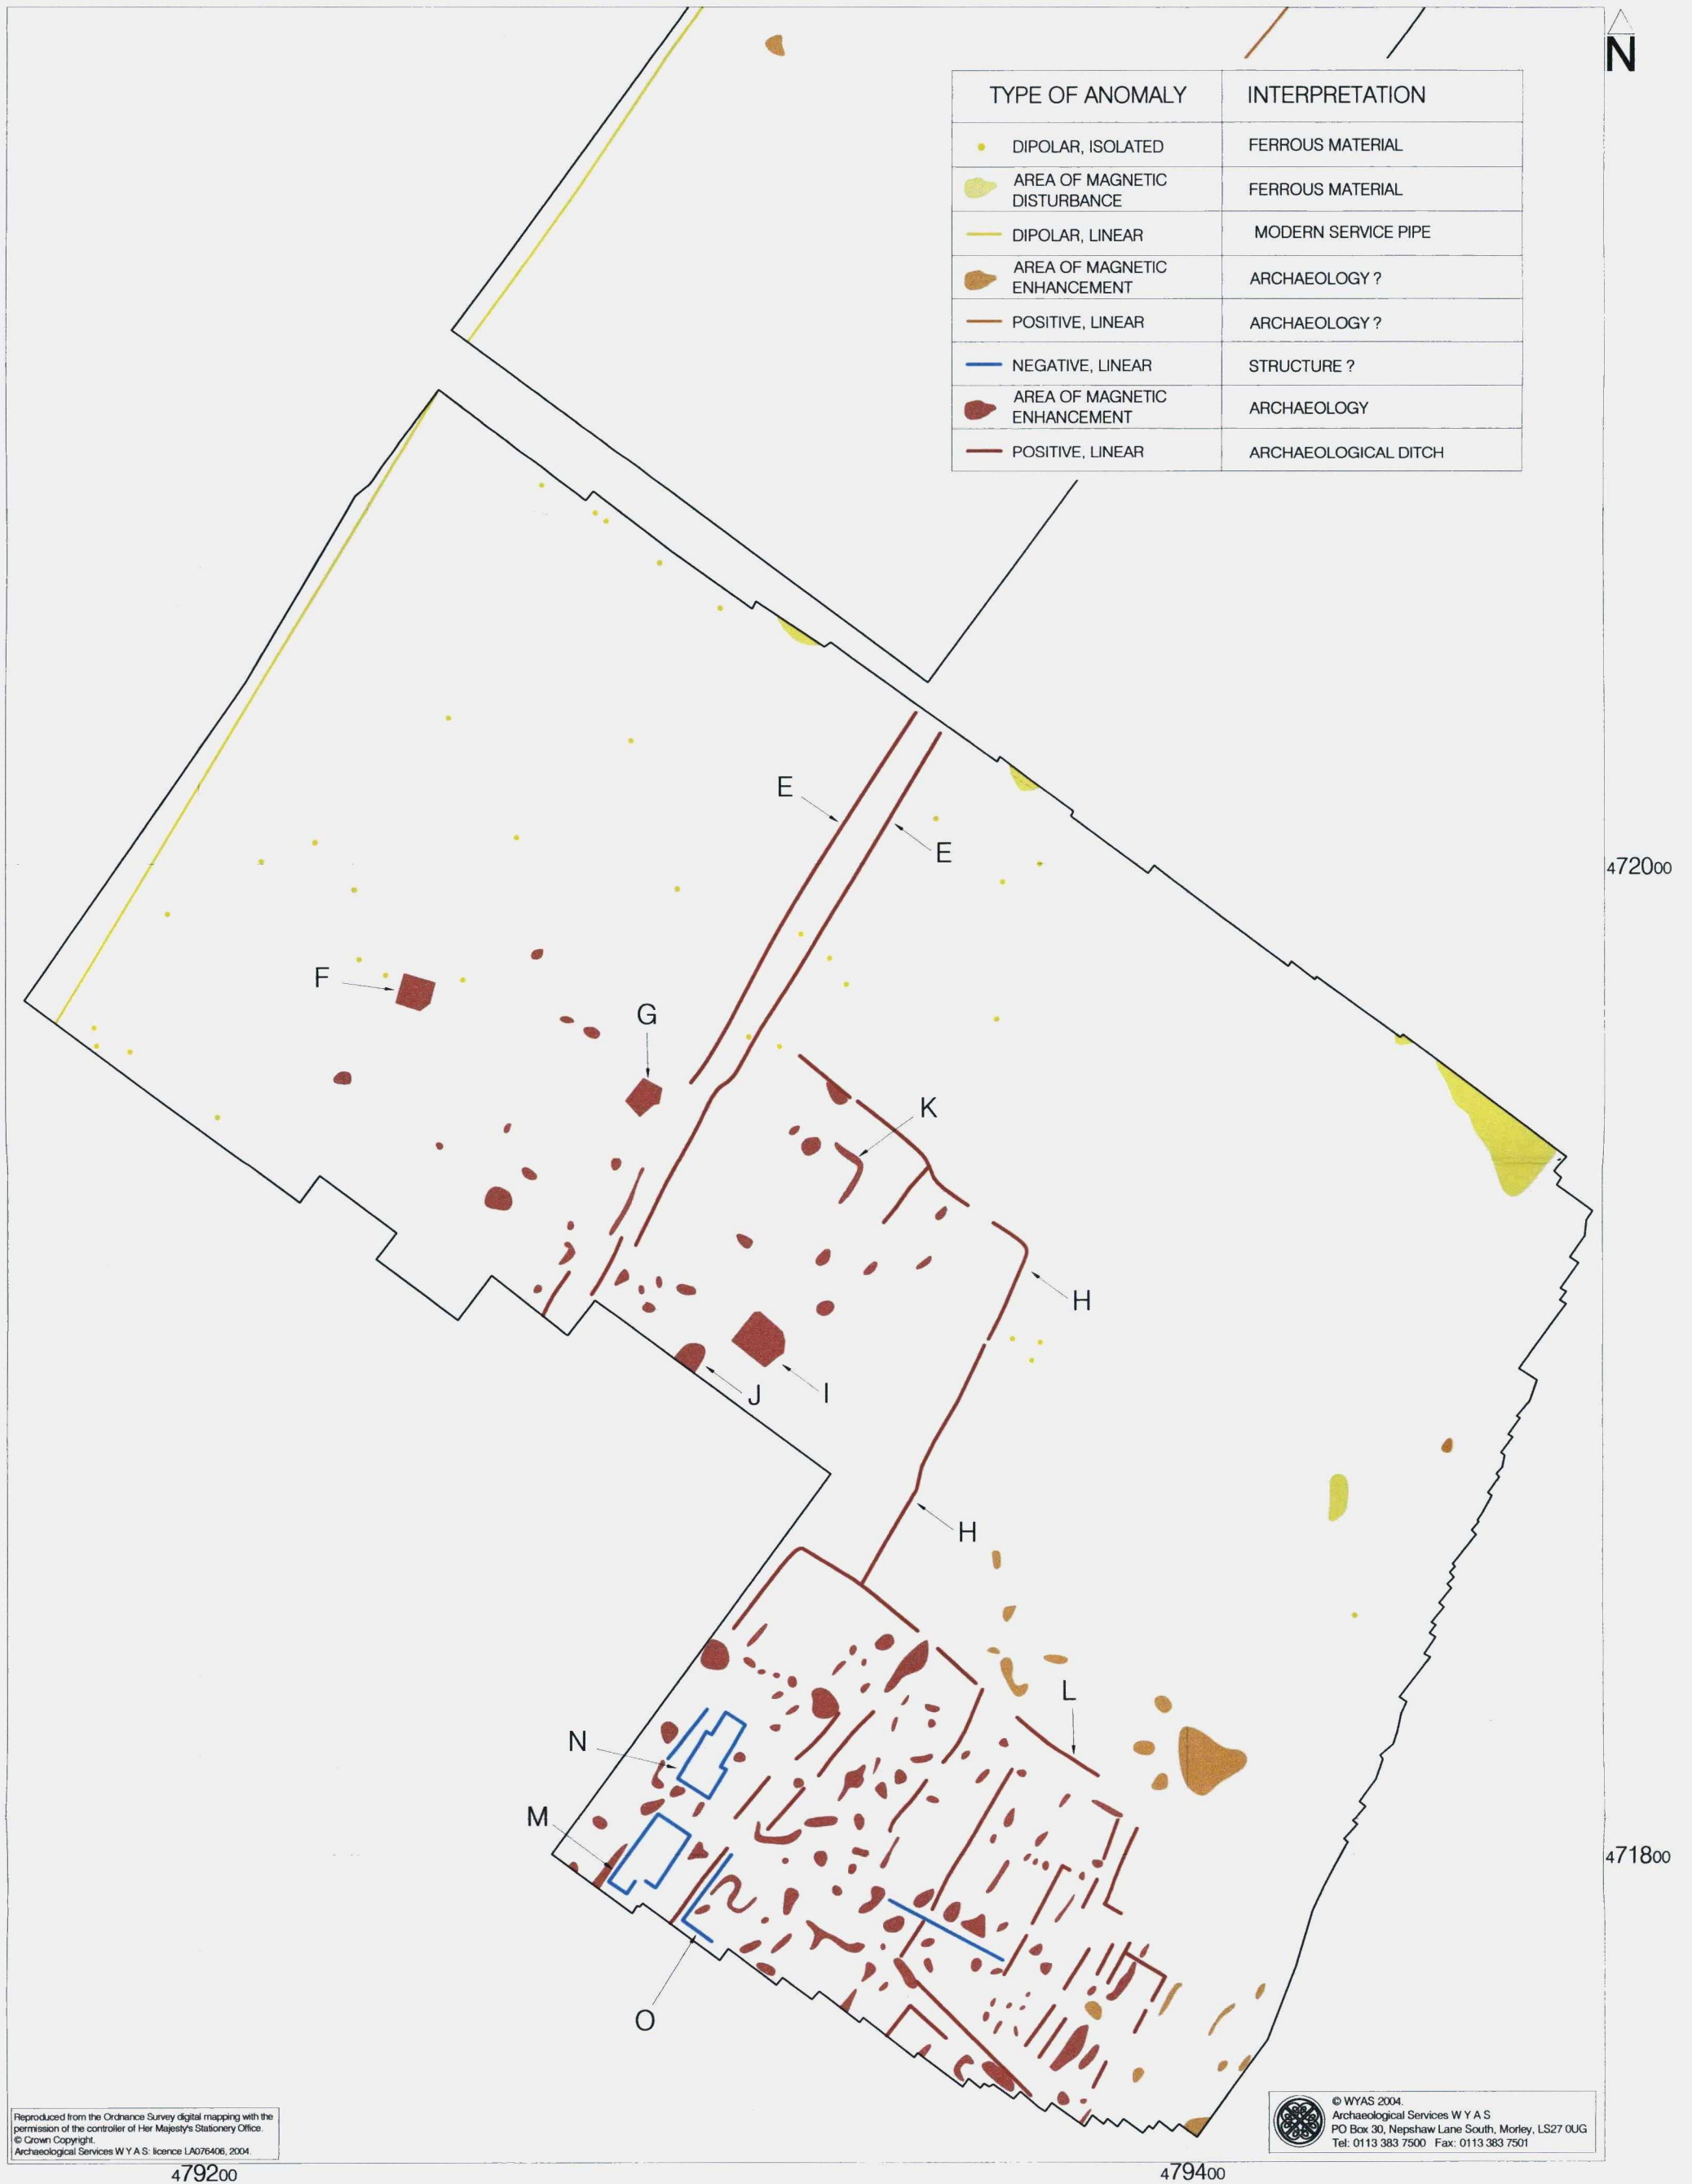 N
TYPE OF ANOMALY INTERPRETATION
DIPOLAR, ISOLATED FERROUS MATERIAL
AREA OF MAGNETIC
DISTURBANCE FERROUS MATERIAL
DIPOLAR, LINEAR MODERN SERVICE PIPE
AREA OF MAGNETIC
ENHANCEMENT ARCHAEOLOGY ?
POSITIVE, LINEAR ARCHAEOLOGY ?
NEGATIVE, LINEAR STRUCTURE ?
AREA OF MAGNETIC
ENHANCEMENT ARCHAEOLOGY
POSITIVE, LINEAR ARCHAEOLOGICAL DITCH
E
E
472000
F
G
K
H
J
I
H
L
N
M
471800
O
Reproduced from the Ordnance Survey digital mapping with the
permission of the controller of Her Majesty's Stationery Office.
© Crown Copyright.
Archaeological Services W Y A S: licence LA076406, 2004.
© WYAS 2004.
Archaeological Services W Y A S
PO Box 30, Nepshaw Lane South, Morley, LS27 0UG
Tel: 0113 383 7500 Fax: 0113 383 7501
479200
479400